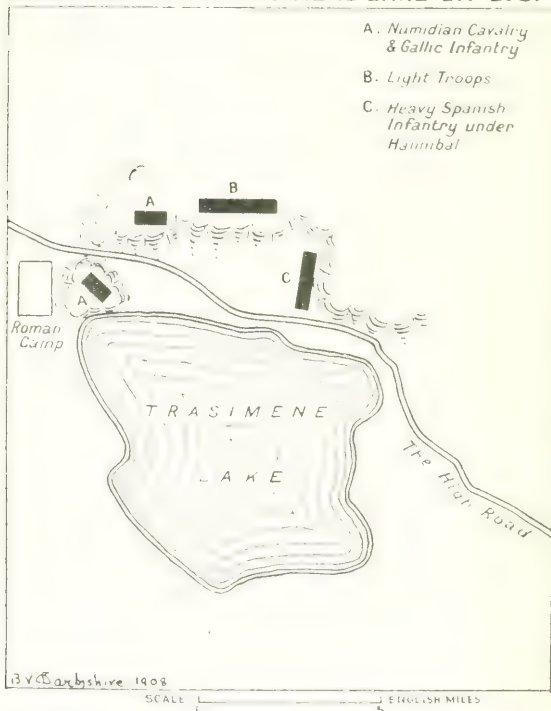 A. Numidian Cavalry
& Gallic Infantry
B. Light Troops
C. Heavy Spanish
Infantry under
Hannibal
A
B
C
A
Roman
Camp
TRASIMENE
LAKE
The High Road
B V Darbishire 1908
SCALE
ENGLISH MILES